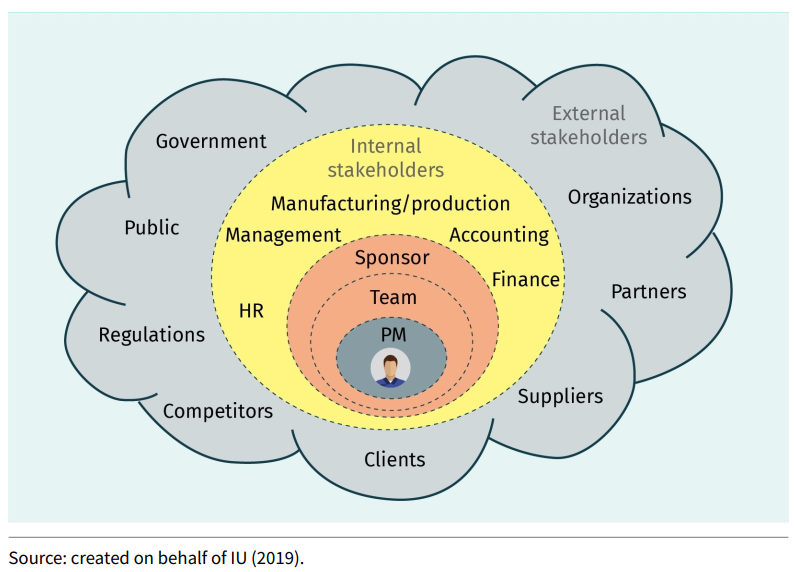 External
stakeholders
Government
Internal
stakeholders
Organizations
Manufacturing/production
Public
Management
Accounting
Sponsor
Finance
Partners
Team
HR
Regulations
PM
Suppliers
Competitors
Clients
Source: created on behalf of IU (2019).